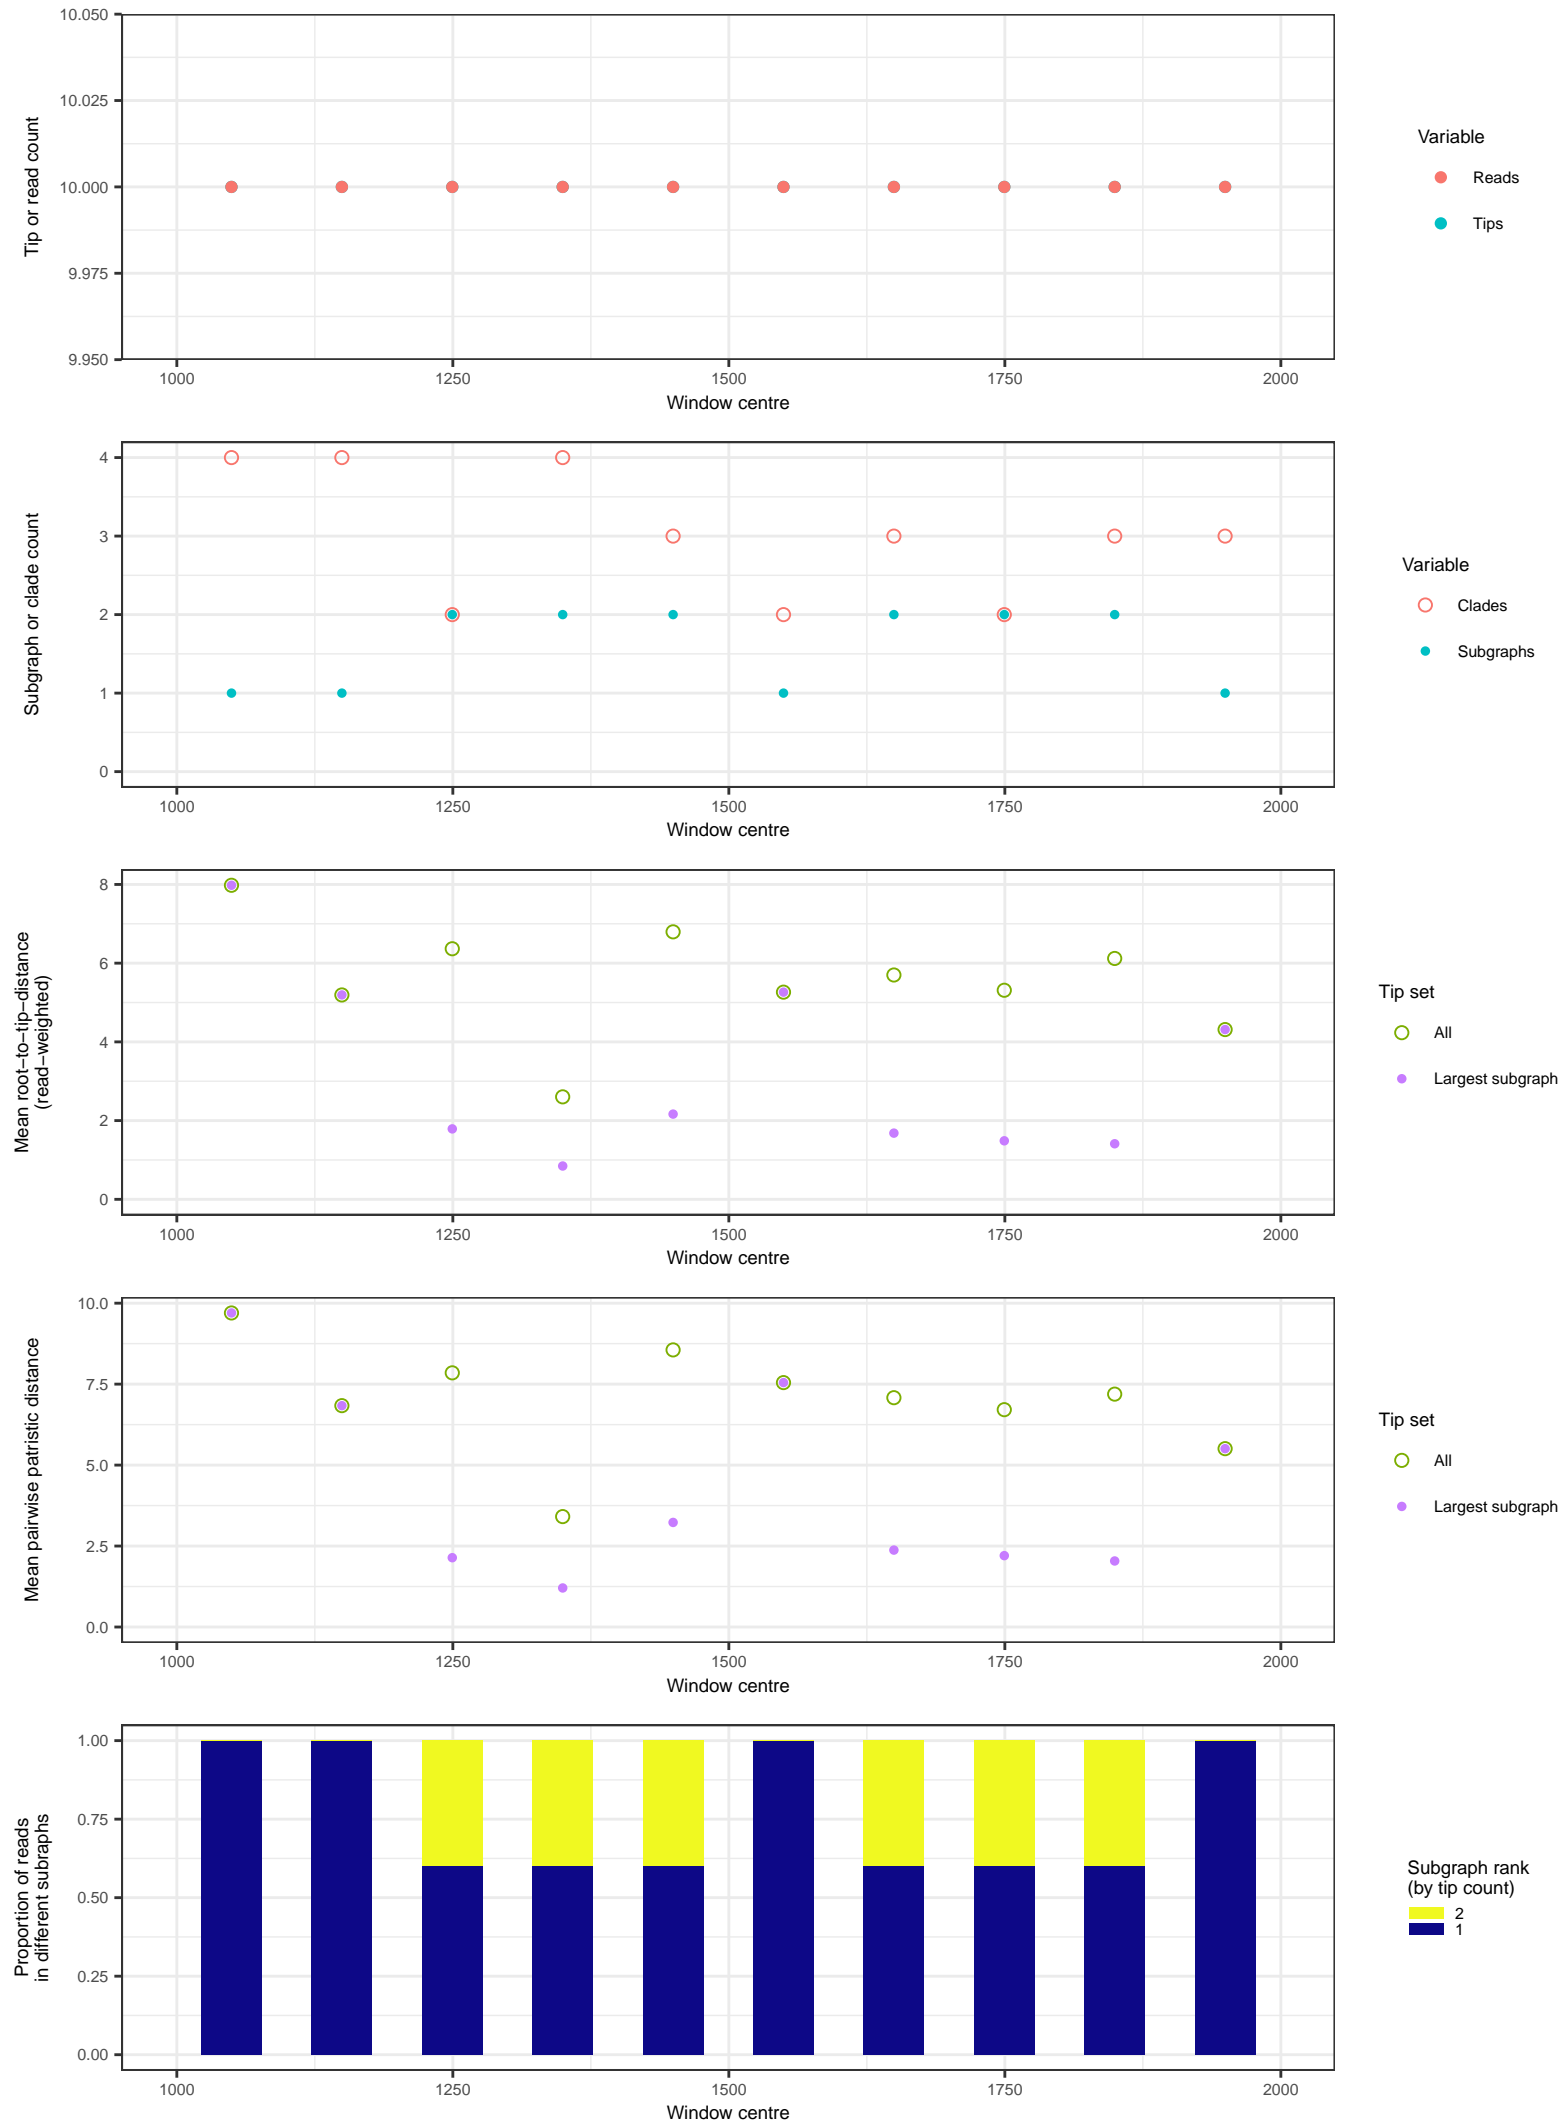 10.050
10.025
10.000
9.975
9.950
Tip or read count
1000 1250 1500 1750 2000
Window centre
Variable
Reads
Tips
4
3
2
1
0
Subgraph or clade count
1000 1250 1500 1750 2000
Window centre
Variable
Clades
Subgraphs
8
6
4
2
0
Mean root−to−tip−distance
(read−weighted)
1000 1250 1500 1750 2000
Window centre
Tip set
All
Largest subgraph
10.0
7.5
5.0
2.5
0.0
Mean pairwise patristic distance
1000 1250 1500 1750 2000
Window centre
Tip set
All
Largest subgraph
1.00
0.75
0.50
0.25
0.00
Proportion of reads
in different subraphs
1000 1250 1500 1750 2000
Window centre
Subgraph rank
(by tip count)
2
1